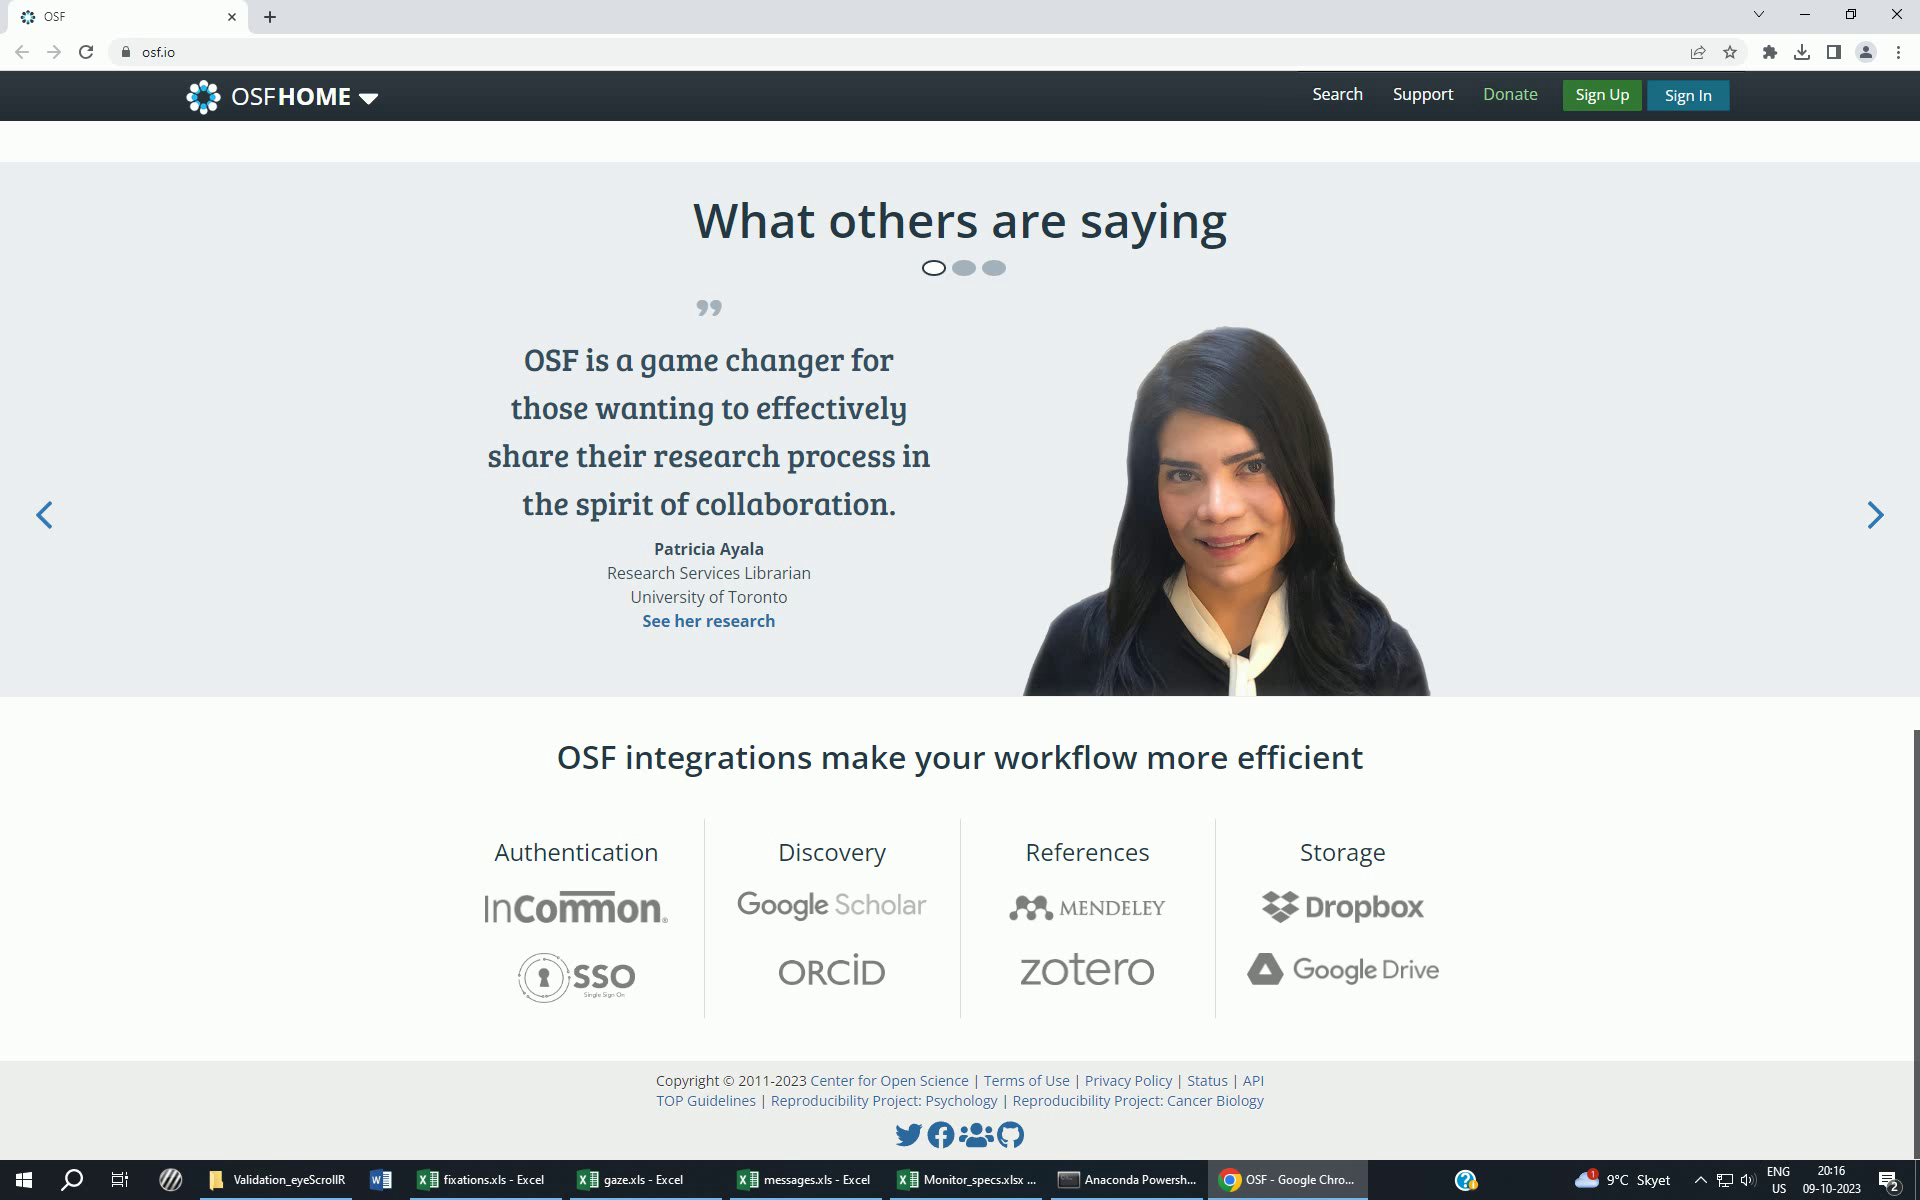 OSF
osf.io
OSFHOME
Search Support Donate Sign Up Sign In
What others are saying
”
OSF is a game changer for
those wanting to effectively
share their research process in
the spirit of collaboration.
Patricia Ayala
Research Services Librarian
University of Toronto
See her research
OSF integrations make your workflow more efficient
Authentication Discovery References Storage
InCommon® Google Scholar MENDELEY Dropbox
SSO ORCID zotero Google Drive
Single Sign On
Copyright © 2011-2023 Center for Open Science | Terms of Use | Privacy Policy | Status | API
TOP Guidelines | Reproducibility Project: Psychology | Reproducibility Project: Cancer Biology
Validation_eyeScrollR fixations.xls - Excel gaze.xls - Excel messages.xls - Excel Monitor_specs.xlsx ... Anaconda Powersh... OSF - Google Chro... 1 9°C Skyet ENG 20:16
US 09-10-2023 2